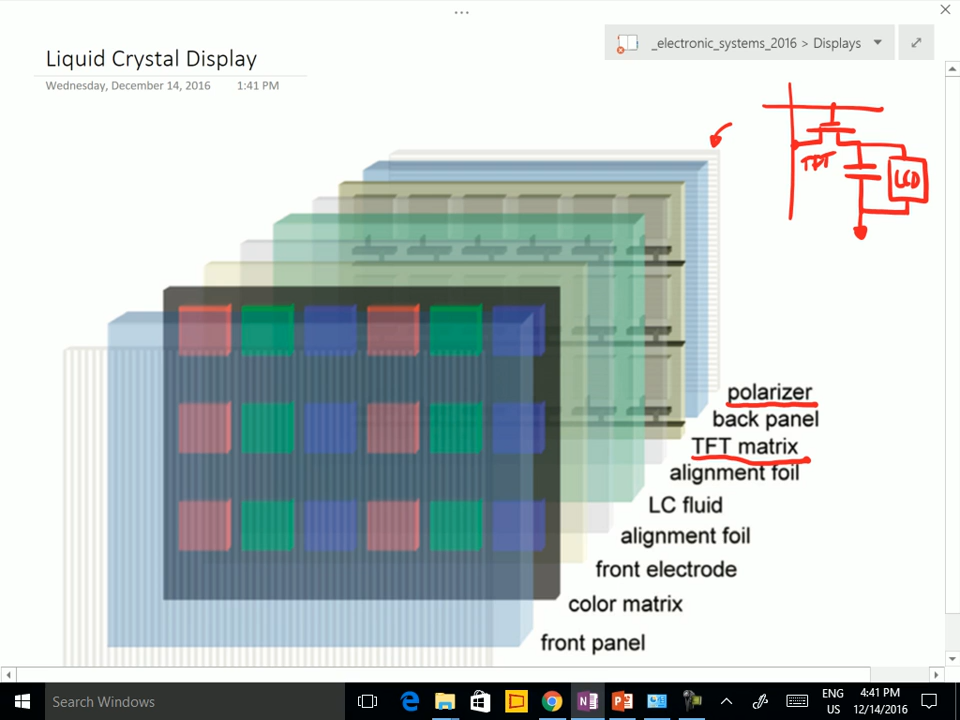 ...
Liquid Crystal Display
_electronic_systems_2016 > Displays
Wednesday, December 14, 2016 1:41 PM
TFT
LCD
polarizer
back panel
TFT matrix
alignment foil
LC fluid
alignment foil
front electrode
color matrix
front panel
Search Windows
ENG
US
4:41 PM
12/14/2016